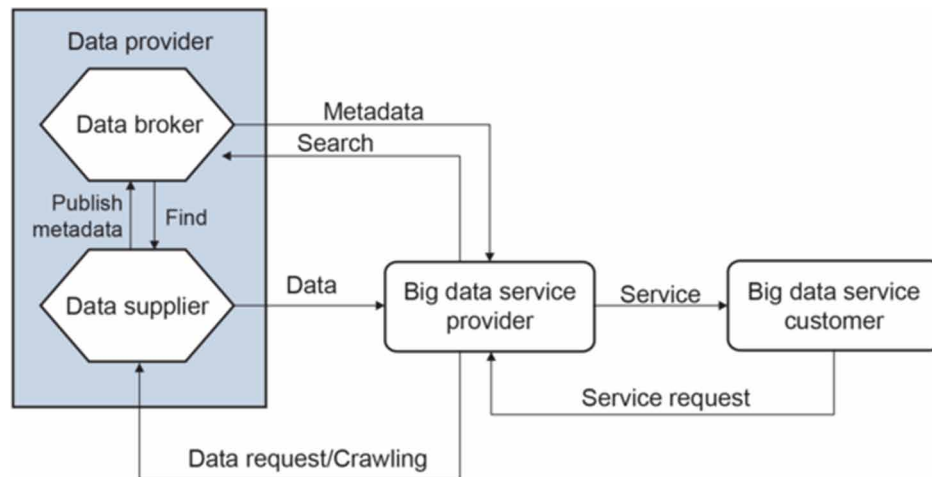 Data provider
Data broker
Metadata
Search
Publish
metadata
Find
Data supplier
Data
Big data service
provider
Service
Big data service
customer
Service request
Data request/Crawling